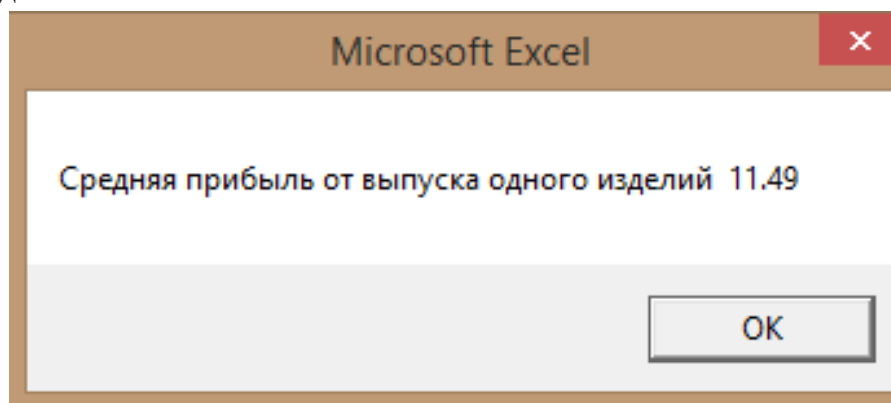 Microsoft Excel
Средняя прибыль от выпуска одного изделий 11.49
OK